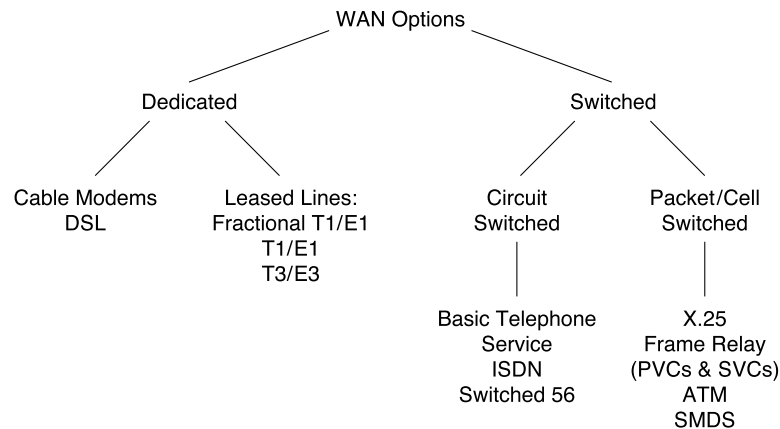 WAN Options
Dedicated
Switched
Cable Modems
DSL
Leased Lines:
Fractional T1/E1
T1/E1
T3/E3
Circuit
Switched
Packet/Cell
Switched
Basic Telephone
Service
ISDN
Switched 56
X.25
Frame Relay
(PVCs & SVCs)
ATM
SMDS